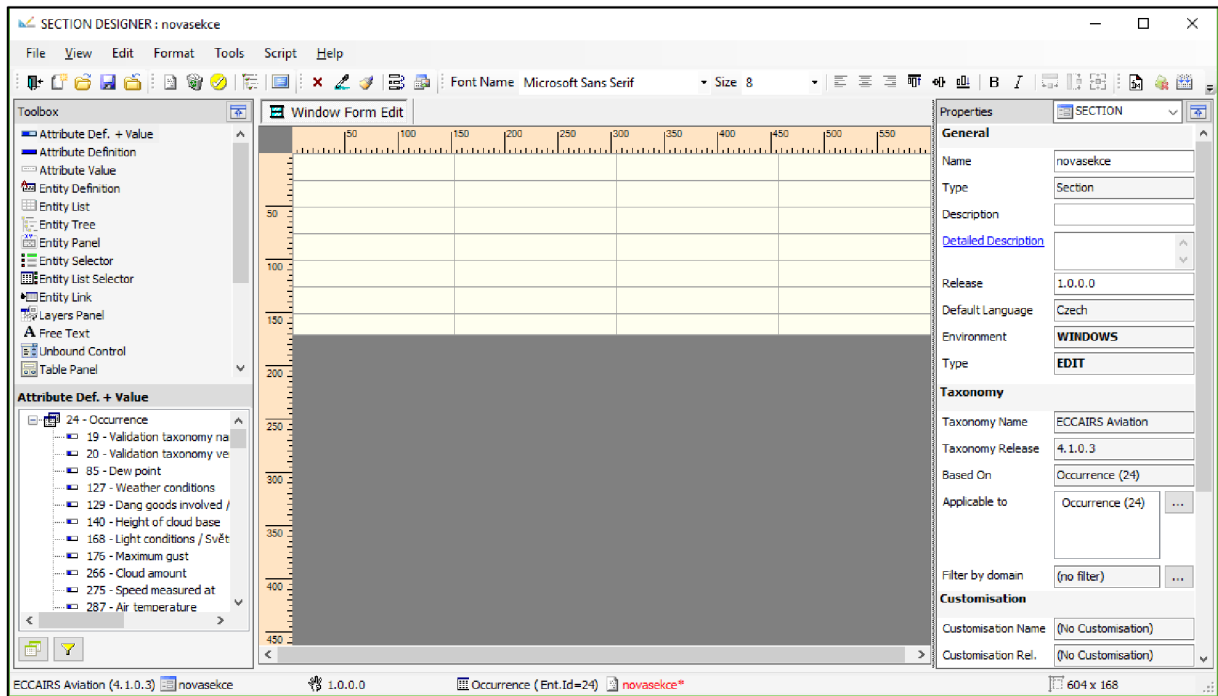 SECTION DESIGNER : novasekce
File View Edit Format Tools Script Help
Font Name Microsoft Sans Serif Size 8 B I
Toolbox
Attribute Def. + Value
Attribute Definition
Attribute Value
Entity Definition
Entity List
Entity Tree
Entity Panel
Entity Selector
Entity List Selector
Entity Link
Layers Panel
A Free Text
Unbound Control
Table Panel
Attribute Def. + Value
24 - Occurrence
19 - Validation taxonomy na
20 - Validation taxonomy ve
85 - Dew point
127 - Weather conditions
129 - Dang goods involved /
140 - Height of cloud base
168 - Light conditions / Svět
175 - Maximum gust
266 - Cloud amount
275 - Speed measured at
287 - Air temperature
Window Form Edit
50 100 150 200 250 300 350 400 450 500 550
50
100
150
200
250
300
350
400
450
Properties SECTION
General
Name novasekce
Type Section
Description
Detailed Description
Release 1.0.0.0
Default Language Czech
Environment WINDOWS
Type EDIT
Taxonomy
Taxonomy Name ECCAIRS Aviation
Taxonomy Release 4.1.0.3
Based On Occurrence (24)
Applicable to Occurrence (24) ...
Filter by domain (no filter) ...
Customisation
Customisation Name (No Customisation)
Customisation Rel. (No Customisation)
ECCAIRS Aviation (4.1.0.3) novasekce 1.0.0.0 Occurrence ( Ent.Id=24) novasekce* 604 x 168